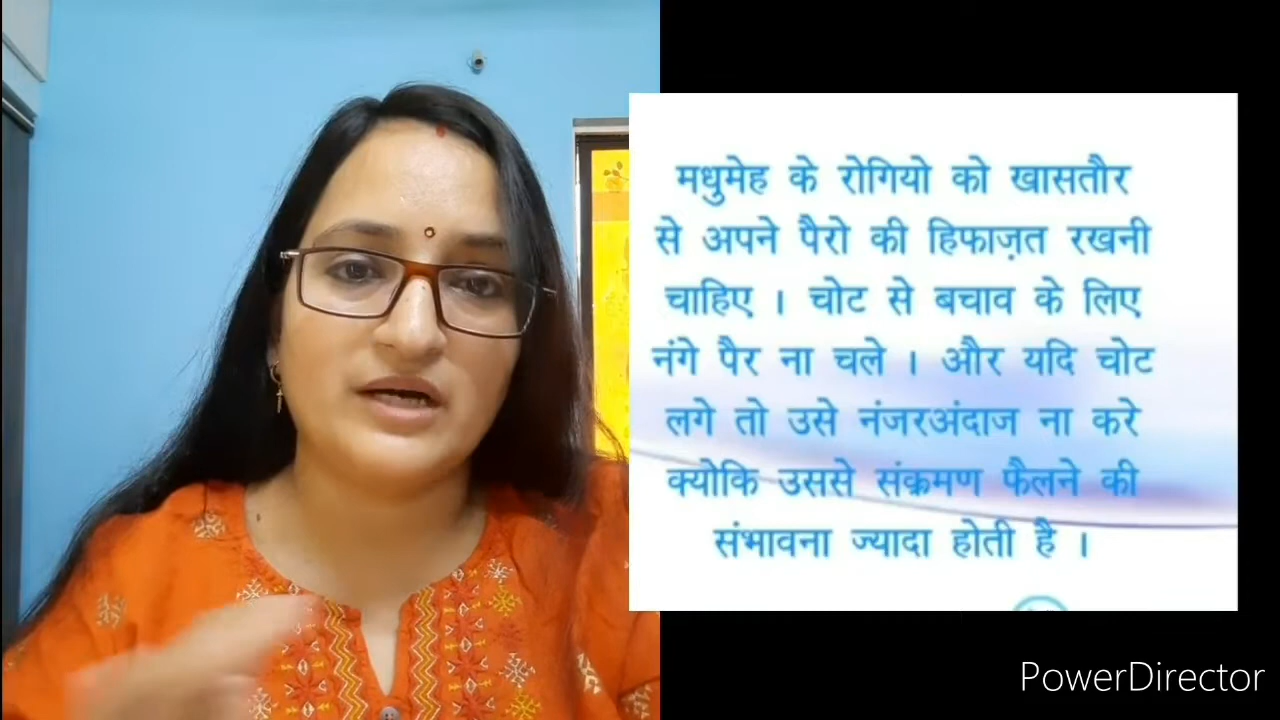 मधुमेह के रोगियो को खासतौर
से अपने पैरो की हिफाज़त रखनी
चाहिए । चोट से बचाव के लिए
नंगे पैर ना चले । और यदि चोट
लगे तो उसे नंजरअंदाज ना करे
क्योकि उससे संक्रमण फैलने की
संभावना ज्यादा होती है ।
PowerDirector